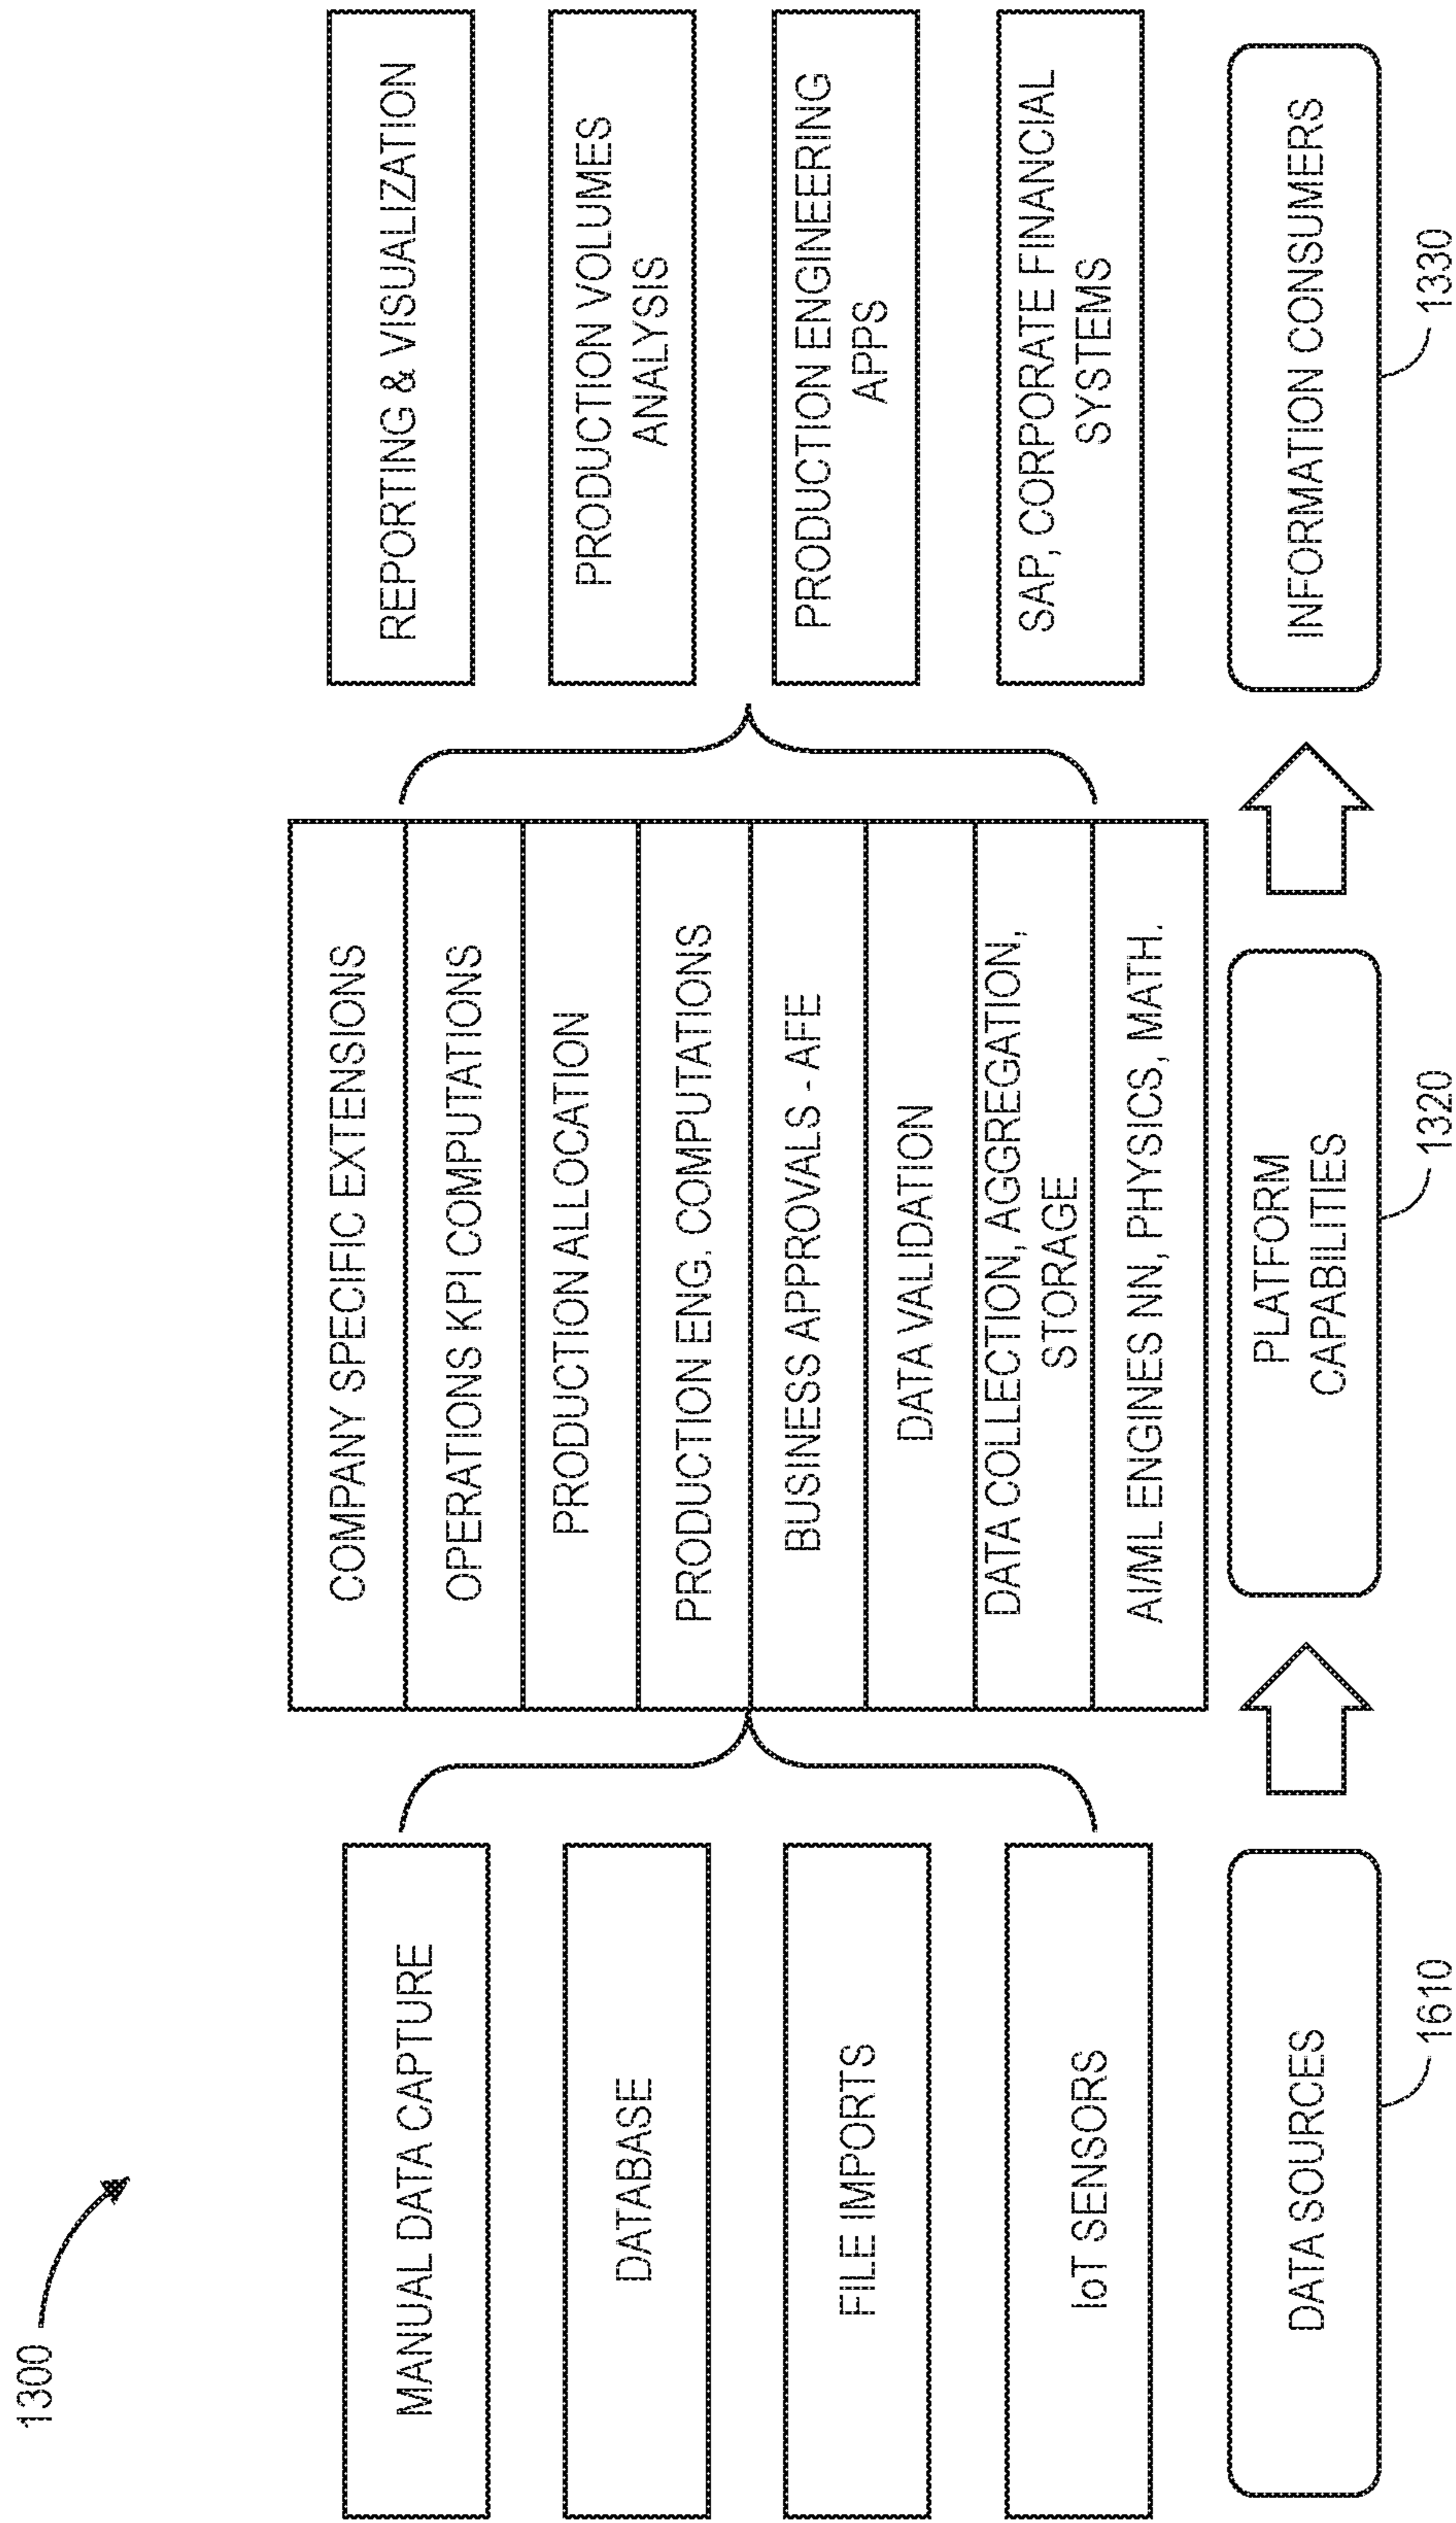 1300
MANUAL DATA CAPTURE
DATABASE
FILE IMPORTS
IoT SENSORS
DATA SOURCES
1610
COMPANY SPECIFIC EXTENSIONS
OPERATIONS KPI COMPUTATIONS
PRODUCTION ALLOCATION
PRODUCTION ENG. COMPUTATIONS
BUSINESS APPROVALS - AFE
DATA VALIDATION
DATA COLLECTION, AGGREGATION,
STORAGE
AI/ML ENGINES NN, PHYSICS, MATH.
PLATFORM
CAPABILITIES
1320
REPORTING & VISUALIZATION
PRODUCTION VOLUMES
ANALYSIS
PRODUCTION ENGINEERING
APPS
SAP, CORPORATE FINANCIAL
SYSTEMS
INFORMATION CONSUMERS
1330